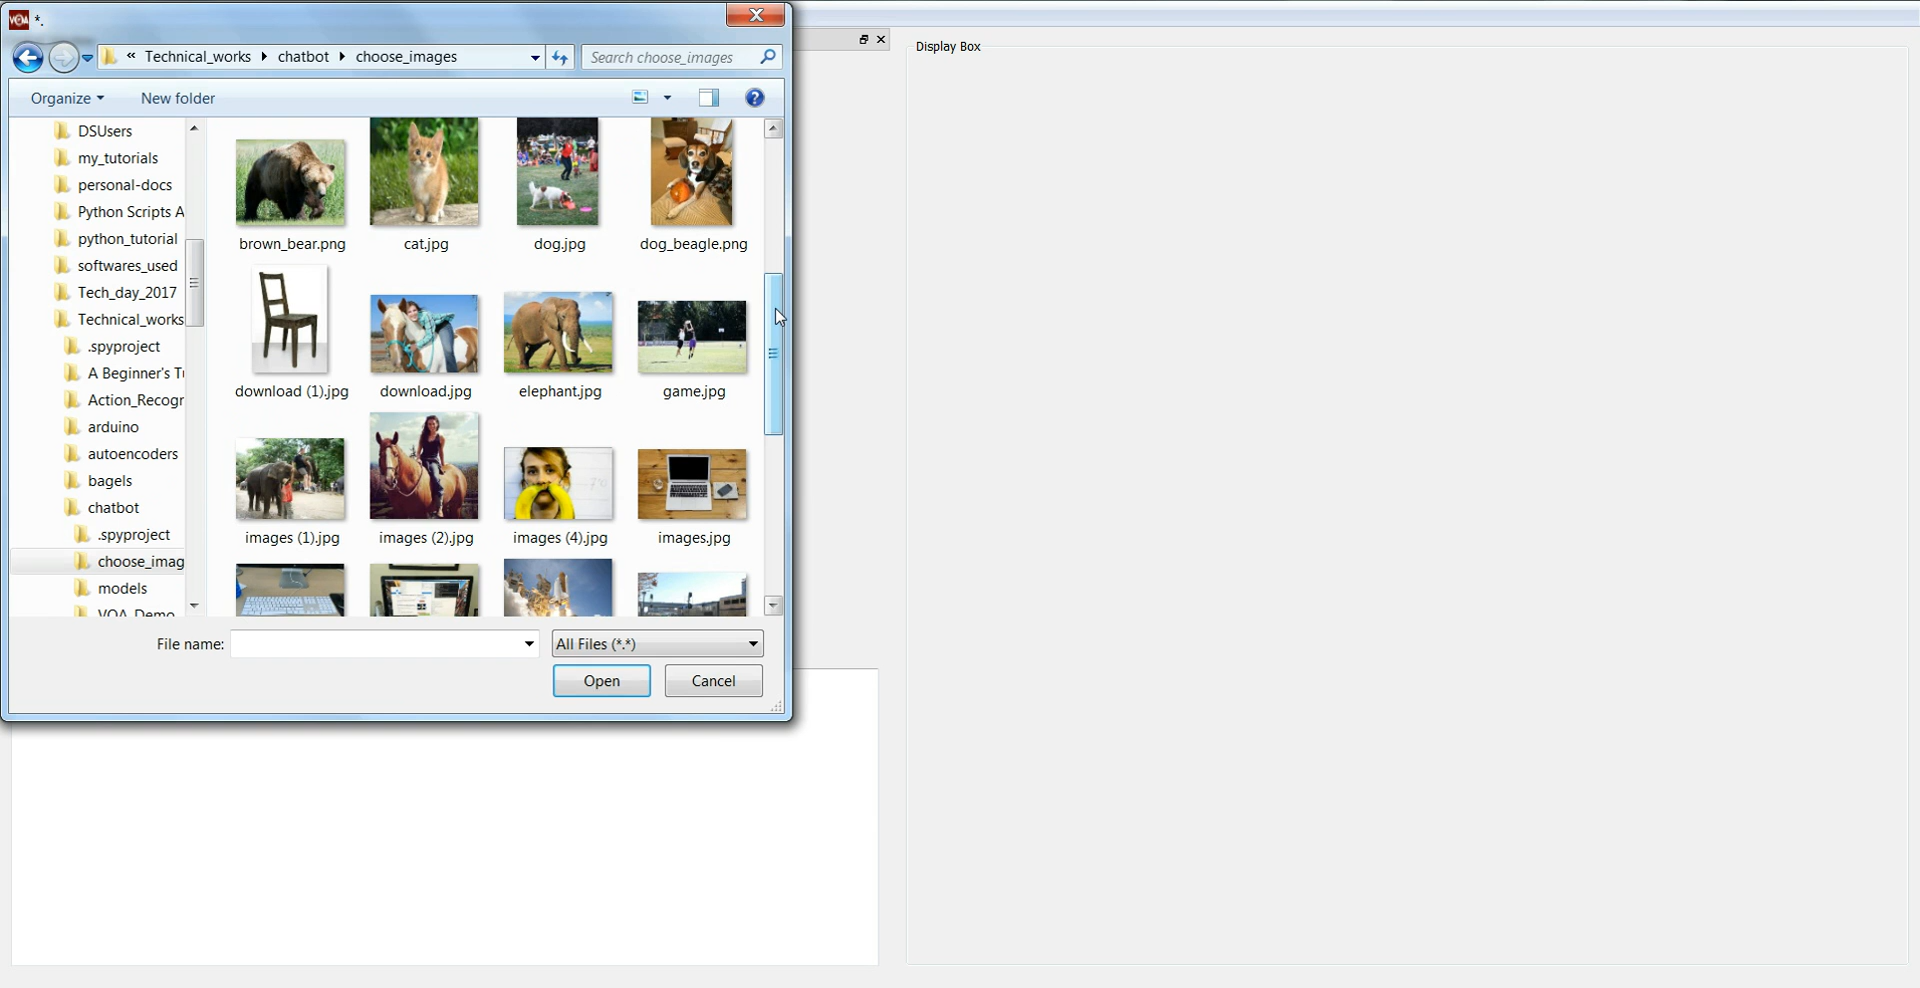 VOA *.
« Technical_works chatbot choose_images
Search choose_images
Organize New folder
DSUsers
my_tutorials
personal-docs
Python Scripts A
python_tutorial
softwares_used
Tech_day_2017
Technical_works
.spyproject
A Beginner's Tu
Action_Recogr
arduino
autoencoders
bagels
chatbot
.spyproject
choose_imag
models
VOA_Demo
brown_bear.png cat.jpg dog.jpg dog_beagle.png
download (1).jpg download.jpg elephant.jpg game.jpg
images (1).jpg images (2).jpg images (4).jpg images.jpg
File name: All Files (*.*)
Open Cancel
Display Box